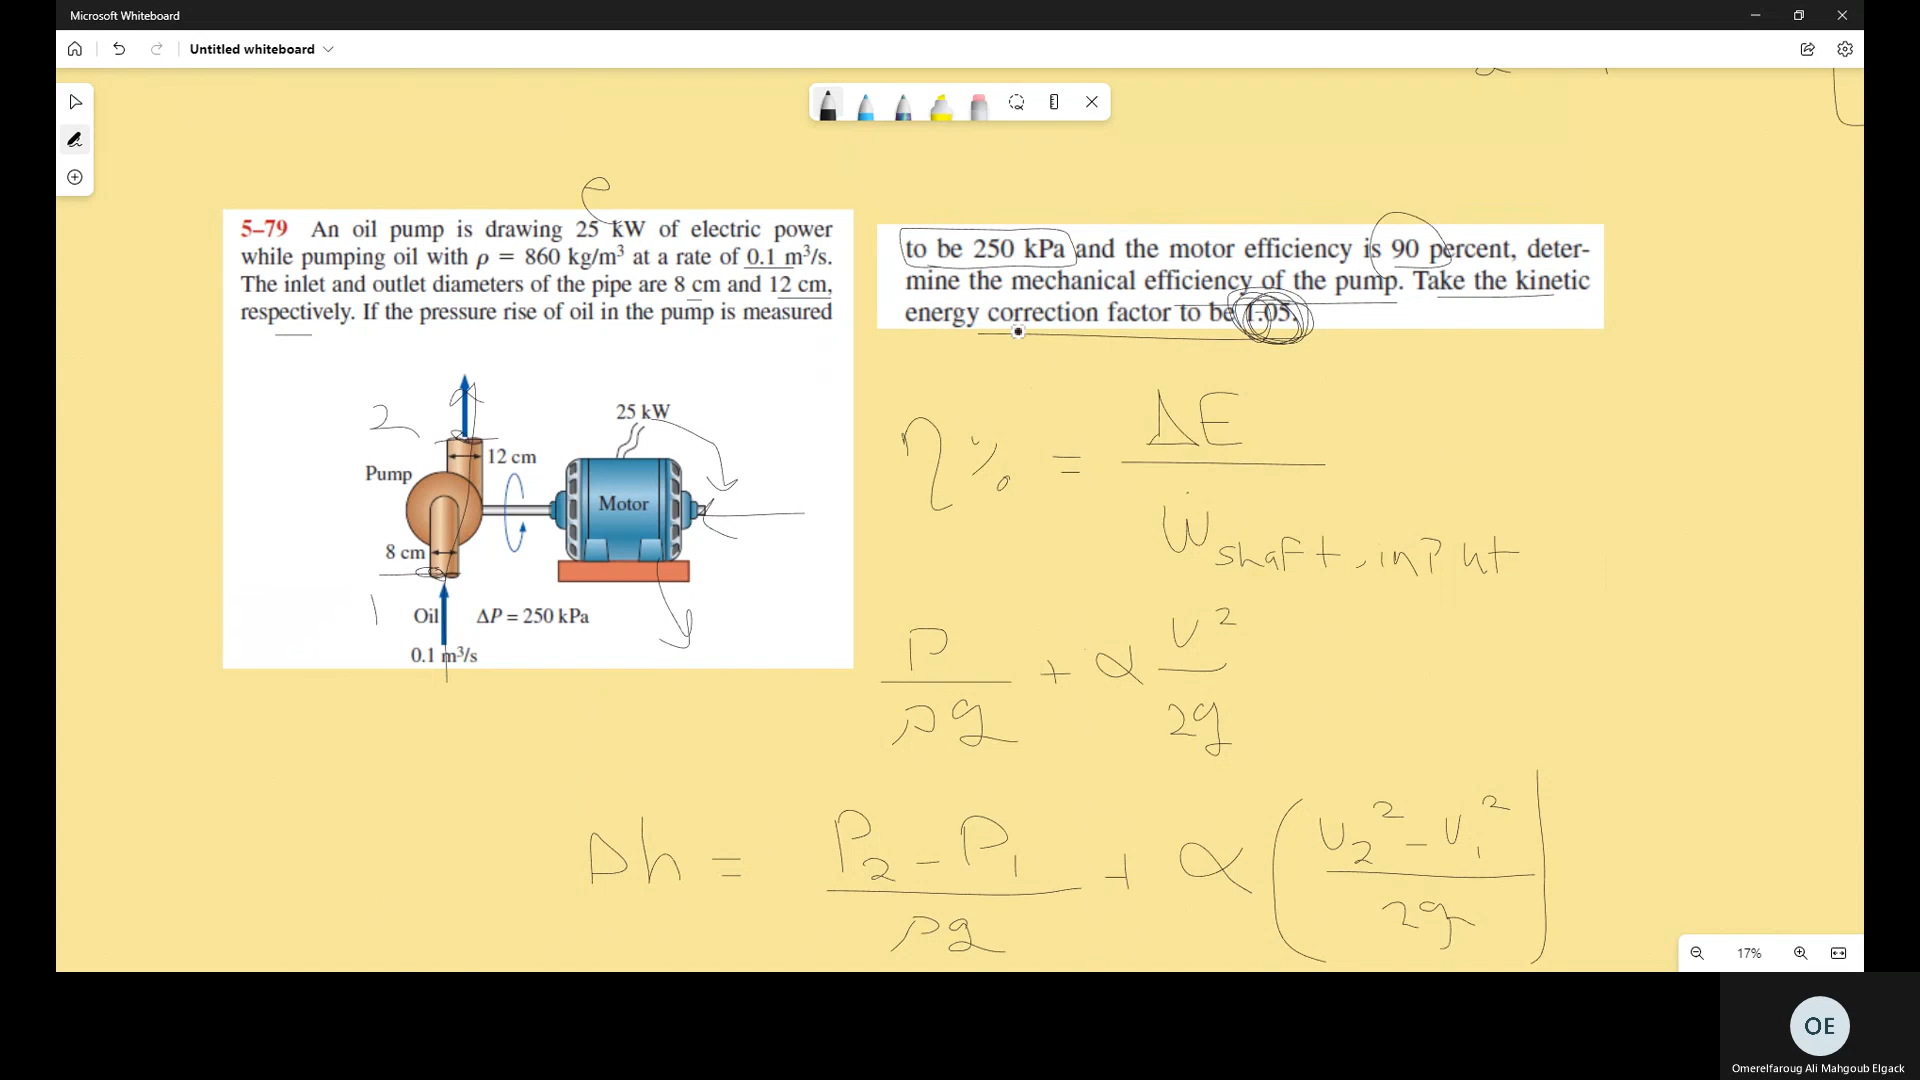 Microsoft Whiteboard
Untitled whiteboard
e
5–79 An oil pump is drawing 25 kW of electric power
while pumping oil with ρ = 860 kg/m³ at a rate of 0.1 m³/s.
The inlet and outlet diameters of the pipe are 8 cm and 12 cm,
respectively. If the pressure rise of oil in the pump is measured
to be 250 kPa and the motor efficiency is 90 percent, deter-
mine the mechanical efficiency of the pump. Take the kinetic
energy correction factor to be 1.05.
2
25 kW
12 cm
Pump
Motor
8 cm
1
Oil
ΔP = 250 kPa
0.1 m³/s
η % = ΔE / Ẇ shaft, input
P / ρg + α V² / 2g
Δh = P₂ – P₁ / ρg + α ( V₂² – V₁² / 2g )
17%
OE
Omerelfaroug Ali Mahgoub Elgack